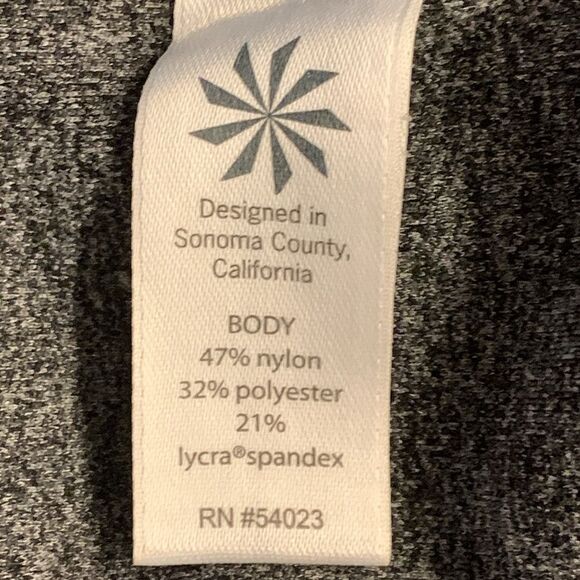 Designed in
Sonoma County,
California
BODY
47% nylon
32% polyester
21%
lycra®spandex
RN #54023